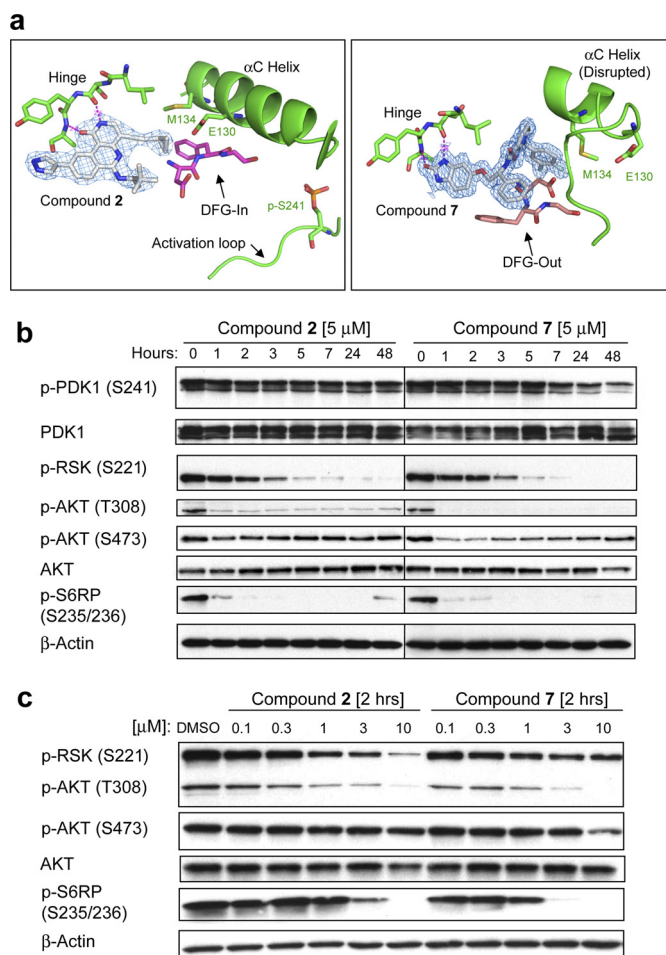 a
αC Helix
Hinge
M134
E130
DFG-In
Compound 2
p-S241
Activation loop
αC Helix
(Disrupted)
Hinge
M134
E130
Compound 7
DFG-Out
b
Compound 2 [5 μM] Compound 7 [5 μM]
Hours: 0 1 2 3 5 7 24 48 0 1 2 3 5 7 24 48
p-PDK1 (S241)
PDK1
p-RSK (S221)
p-AKT (T308)
p-AKT (S473)
AKT
p-S6RP
(S235/236)
β-Actin
c
Compound 2 [2 hrs] Compound 7 [2 hrs]
[μM]: DMSO 0.1 0.3 1 3 10 0.1 0.3 1 3 10
p-RSK (S221)
p-AKT (T308)
p-AKT (S473)
AKT
p-S6RP
(S235/236)
β-Actin